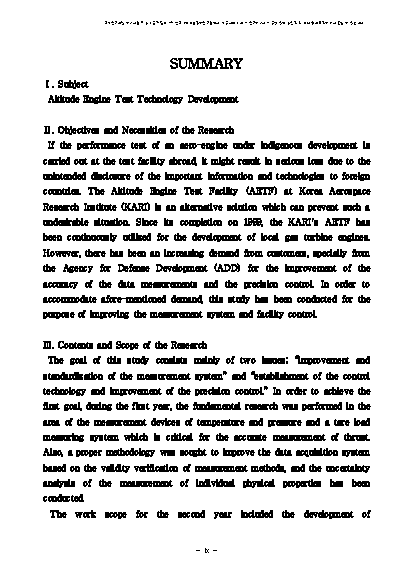 SUMMARY
Ⅰ. Subject
Altitude Engine Test Technology Development
Ⅱ. Objectives and Necessities of the Research
If the performance test of an aero-engine under indigenous development is
carried out at the test facility abroad, it might result in serious loss due to the
unintended disclosure of the important information and technologies to foreign
countries. The Altitude Engine Test Facility (AETF) at Korea Aerospace
Research Institute (KARI) is an alternative solution which can prevent such a
undesirable situation. Since its completion on 1999, the KARI's AETF has
been continuously utilized for the development of local gas turbine engines.
However, there has been an increasing demand from customers, specially from
the Agency for Defense Development (ADD) for the improvement of the
accuracy of the data measurements and the precision control. In order to
accommodate afore-mentioned demand, this study has been conducted for the
purpose of improving the measurement system and facility control.
Ⅲ. Contents and Scope of the Research
The goal of this study consists mainly of two issues: "improvement and
standardization of the measurement system" and "establishment of the control
technology and improvement of the precision control." In order to achieve the
first goal, during the first year, the fundamental research was performed in the
area of the measurement devices of temperature and pressure and a tare load
measuring system which is critical for the accurate measurement of thrust.
Also, a proper methodology was sought to improve the data acquisition system
based on the validity verification of measurement methods, and the uncertainty
analysis of the measurement of individual physical properties has been
conducted.
The work scope for the second year included the development of
- ix -